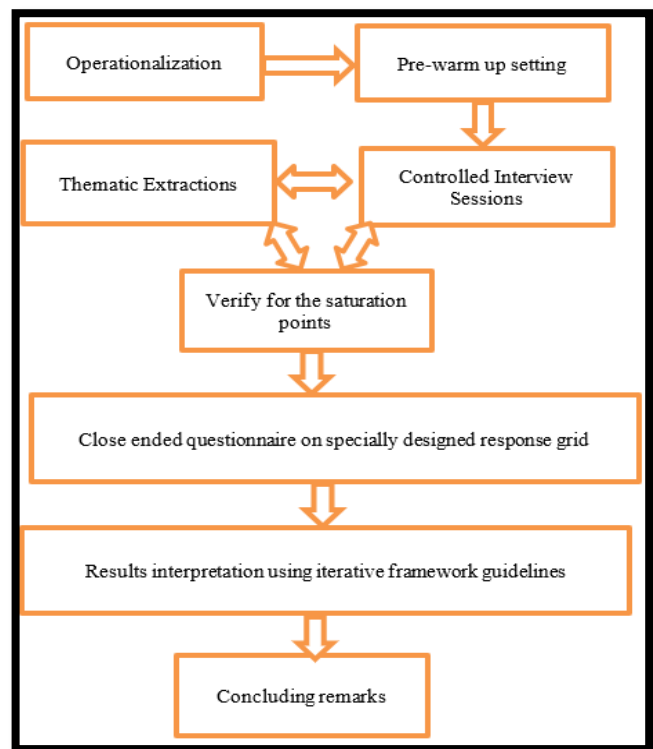 Operationalization
Pre-warm up setting
Thematic Extractions
Controlled Interview
Sessions
Verify for the saturation
points
Close ended questionnaire on specially designed response grid
Results interpretation using iterative framework guidelines
Concluding remarks